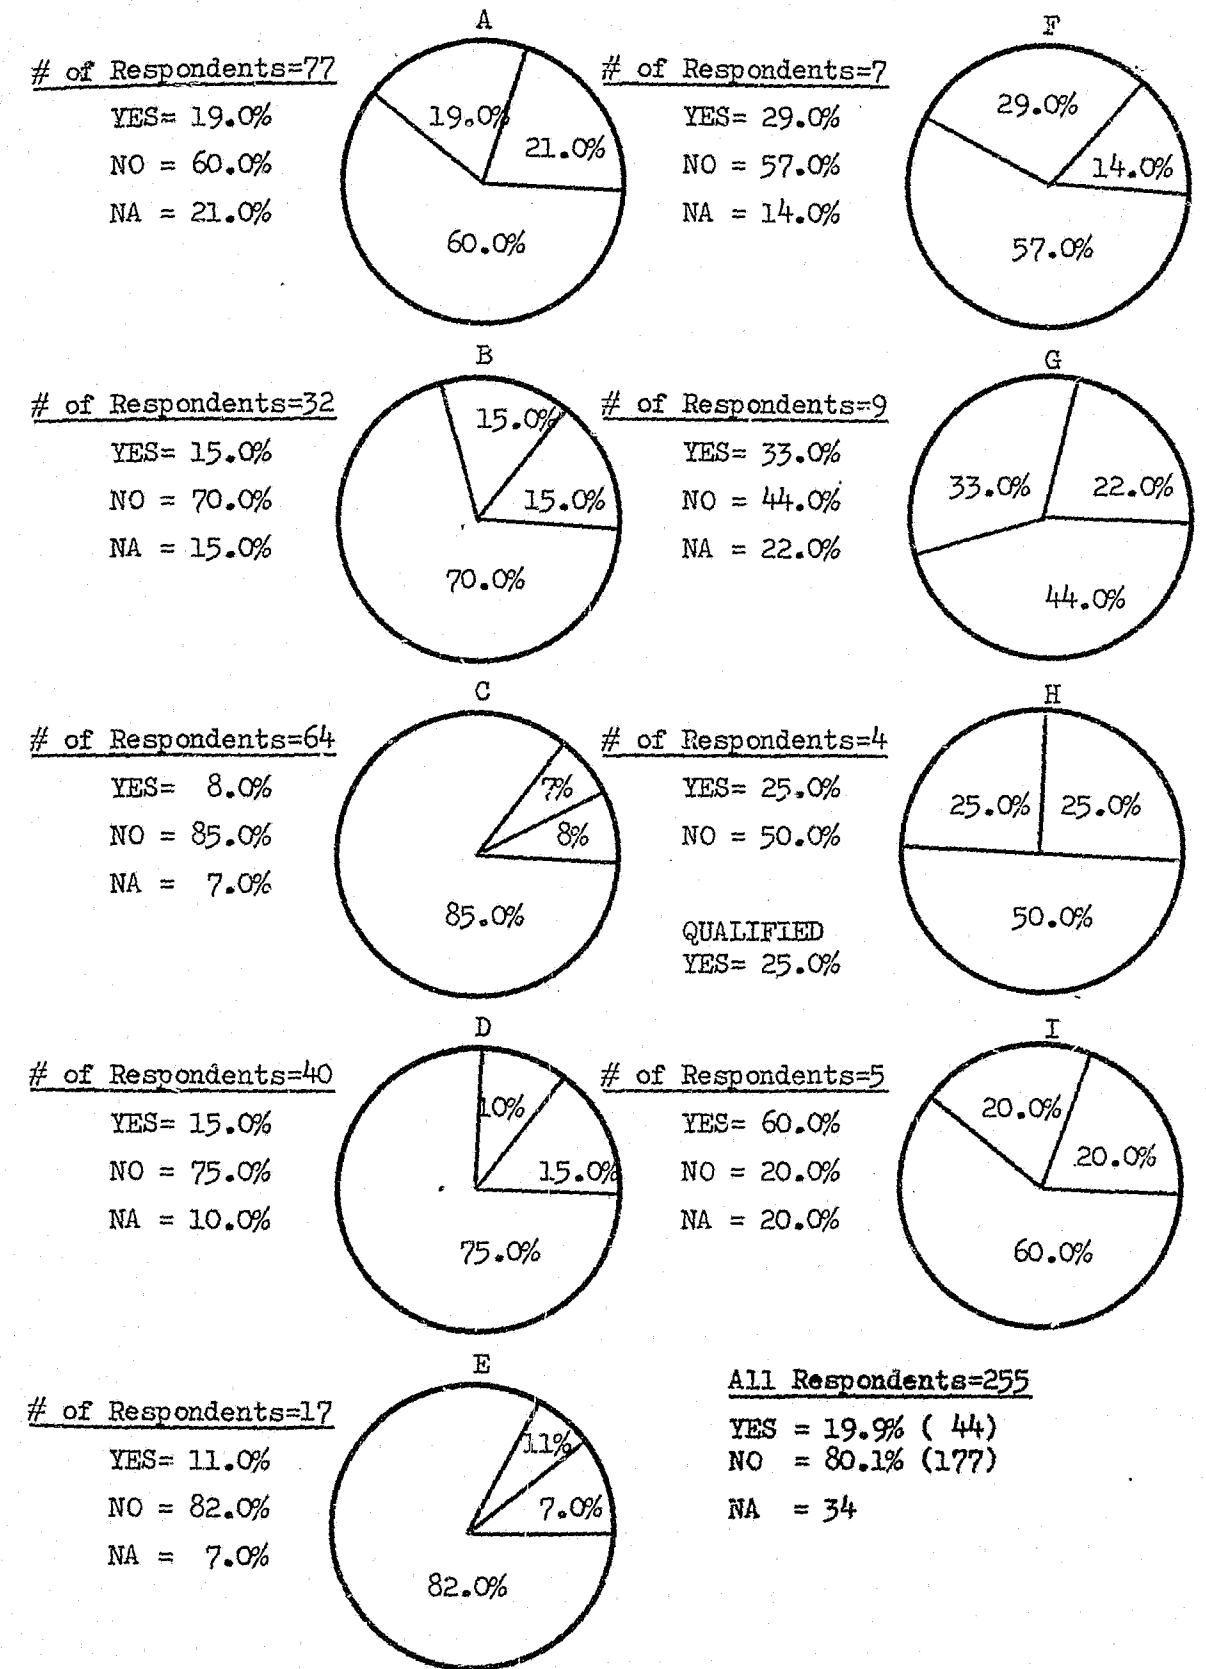 A
# of Respondents=77
YES= 19.0%
NO = 60.0%
NA = 21.0%
19.0%
21.0%
60.0%
F
# of Respondents=7
YES= 29.0%
NO = 57.0%
NA = 14.0%
29.0%
14.0%
57.0%
B
# of Respondents=32
YES= 15.0%
NO = 70.0%
NA = 15.0%
15.0%
15.0%
70.0%
G
# of Respondents=9
YES= 33.0%
NO = 44.0%
NA = 22.0%
33.0%
22.0%
44.0%
C
# of Respondents=64
YES= 8.0%
NO = 85.0%
NA = 7.0%
7%
8%
85.0%
H
# of Respondents=4
YES= 25.0%
NO = 50.0%
QUALIFIED
YES= 25.0%
25.0%
25.0%
50.0%
D
# of Respondents=40
YES= 15.0%
NO = 75.0%
NA = 10.0%
10%
15.0%
75.0%
I
# of Respondents=5
YES= 60.0%
NO = 20.0%
NA = 20.0%
20.0%
20.0%
60.0%
E
# of Respondents=17
YES= 11.0%
NO = 82.0%
NA = 7.0%
11%
7.0%
82.0%
All Respondents=255
YES = 19.9% ( 44)
NO = 80.1% (177)
NA = 34